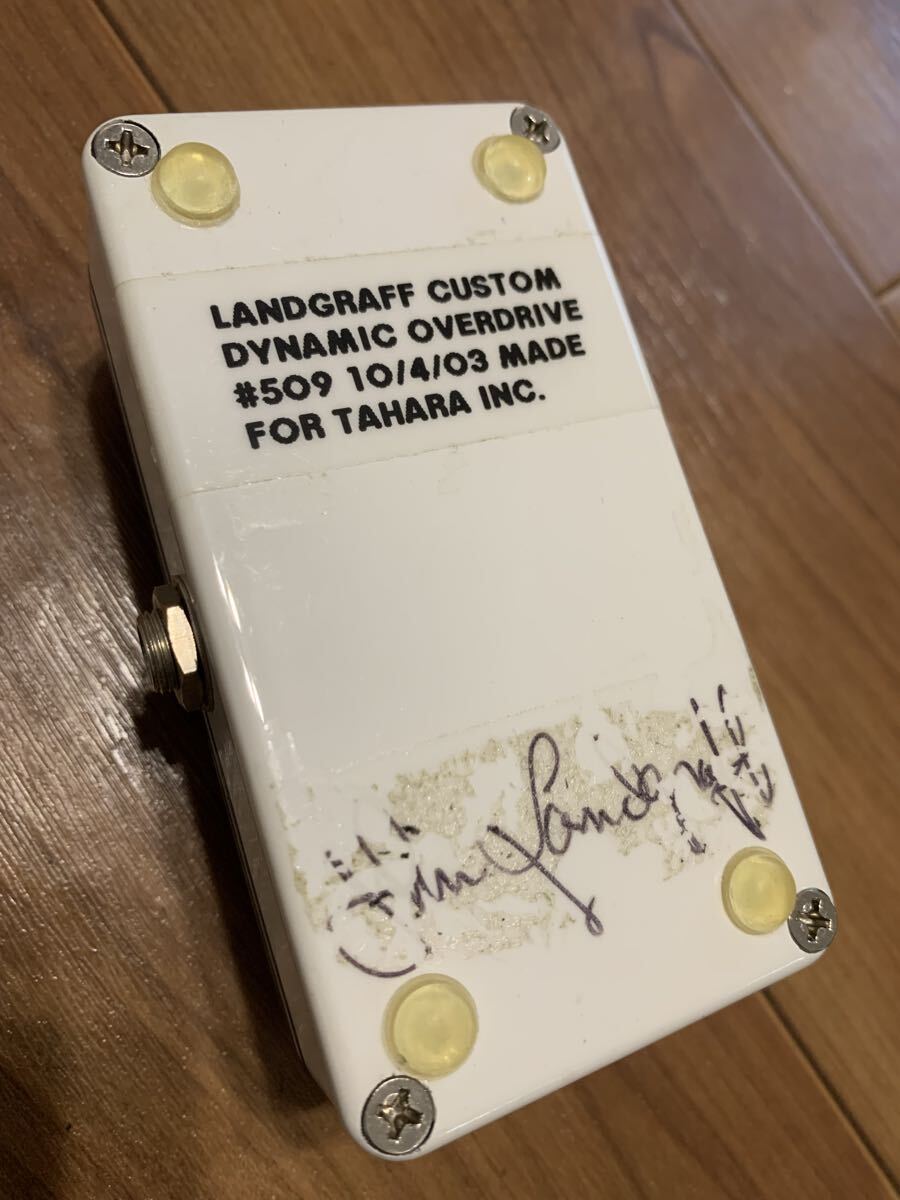 LANDGRAFF CUSTOM
DYNAMIC OVERDRIVE
#509 10/4/03 MADE
FOR TAHARA INC.